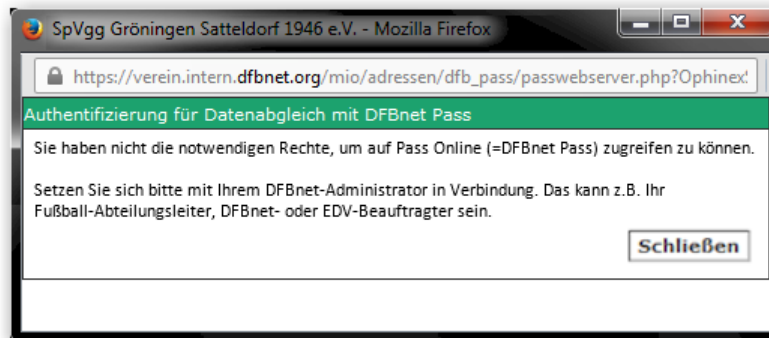 SpVgg Gröningen Satteldorf 1946 e.V. - Mozilla Firefox
https://verein.intern.dfbnet.org/mio/adressen/dfb_pass/passwebserver.php?Ophinex
Authentifizierung für Datenabgleich mit DFBnet Pass
Sie haben nicht die notwendigen Rechte, um auf Pass Online (=DFBnet Pass) zugreifen zu können.
Setzen Sie sich bitte mit Ihrem DFBnet-Administrator in Verbindung. Das kann z.B. Ihr
Fußball-Abteilungsleiter, DFBnet- oder EDV-Beauftragter sein.
Schließen